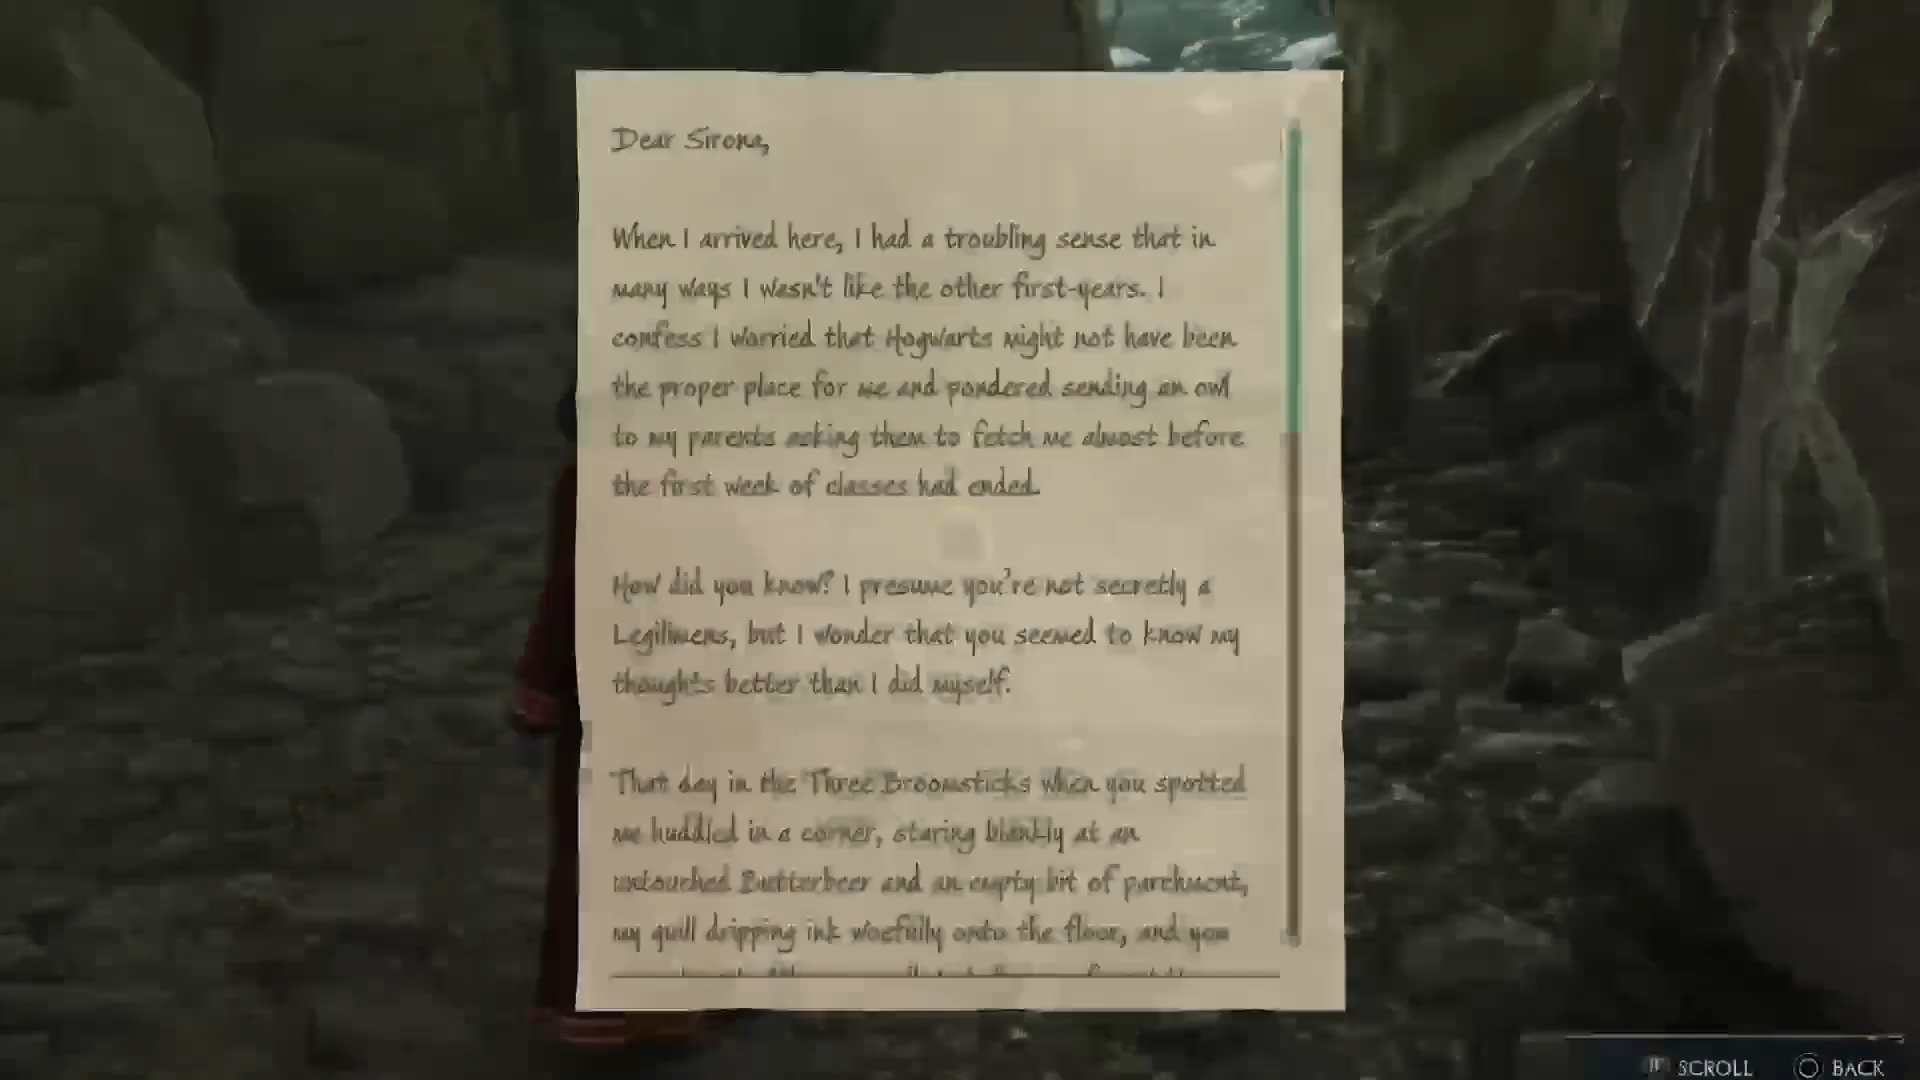 Dear Sirona,
When I arrived here, I had a troubling sense that in
many ways I wasn't like the other first-years. I
confess I worried that Hogwarts might not have been
the proper place for me and pondered sending an owl
to my parents asking them to fetch me almost before
the first week of classes had ended.
How did you know? I presume you're not secretly a
Legilimens, but I wonder that you seemed to know my
thoughts better than I did myself.
That day in the Three Broomsticks when you spotted
me huddled in a corner, staring blankly at an
untouched Butterbeer and an empty bit of parchment,
my quill dripping ink woefully onto the floor, and you
SCROLL
BACK